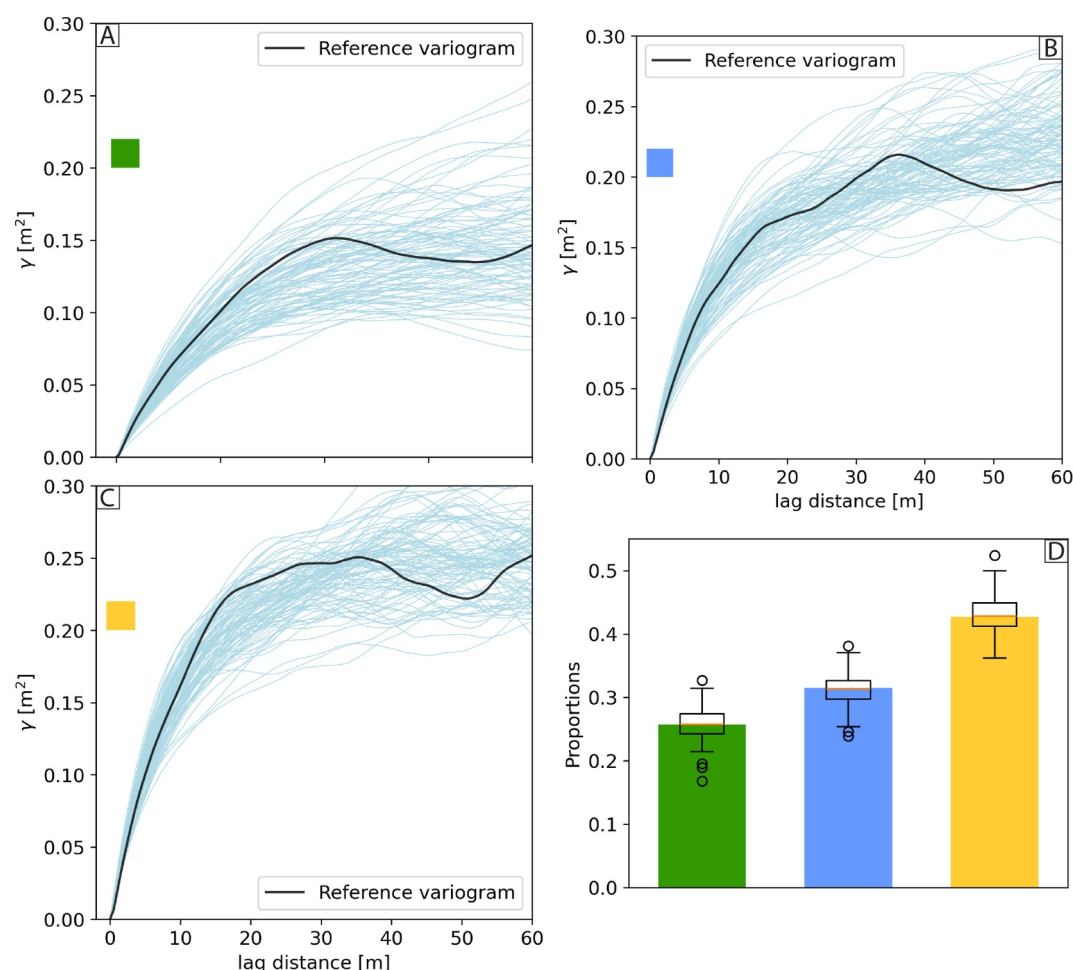 A
Reference variogram
0.30
0.25
0.20
0.15
0.10
0.05
0.00
γ [m²]
B
Reference variogram
0.30
0.25
0.20
0.15
0.10
0.05
0.00
γ [m²]
0 10 20 30 40 50 60
lag distance [m]
C
0.30
0.25
0.20
0.15
0.10
0.05
0.00
γ [m²]
Reference variogram
0 10 20 30 40 50 60
lag distance [m]
D
0.5
0.4
0.3
0.2
0.1
0.0
Proportions